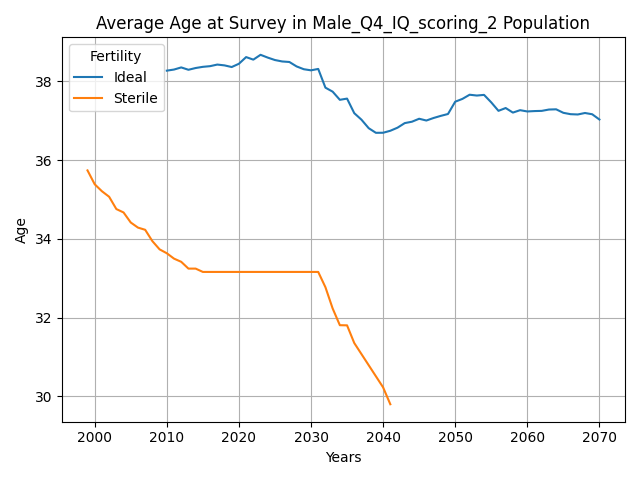 Average Age at Survey in Male_Q4_IQ_scoring_2 Population
Fertility
Ideal
Sterile
Age
38
36
34
32
30
2000 2010 2020 2030 2040 2050 2060 2070
Years